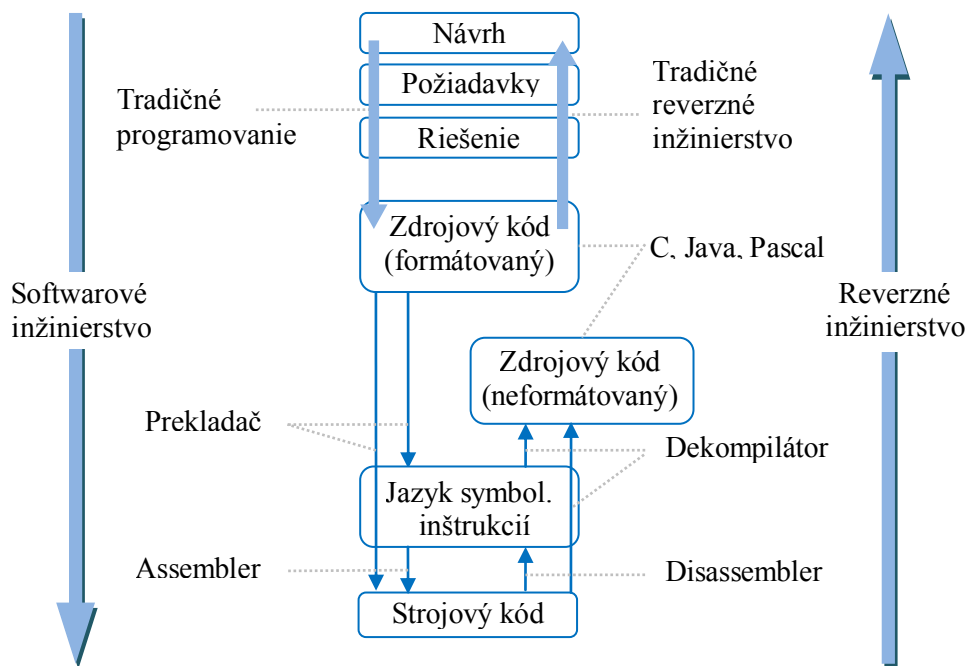 Návrh
Požiadavky
Riešenie
Tradičné
programovanie
Tradičné
reverzné
inžinierstvo
Zdrojový kód
(formátovaný)
C, Java, Pascal
Softwarové
inžinierstvo
Reverzné
inžinierstvo
Zdrojový kód
(neformátovaný)
Prekladač
Dekompilátor
Jazyk symbol.
inštrukcií
Assembler
Disassembler
Strojový kód